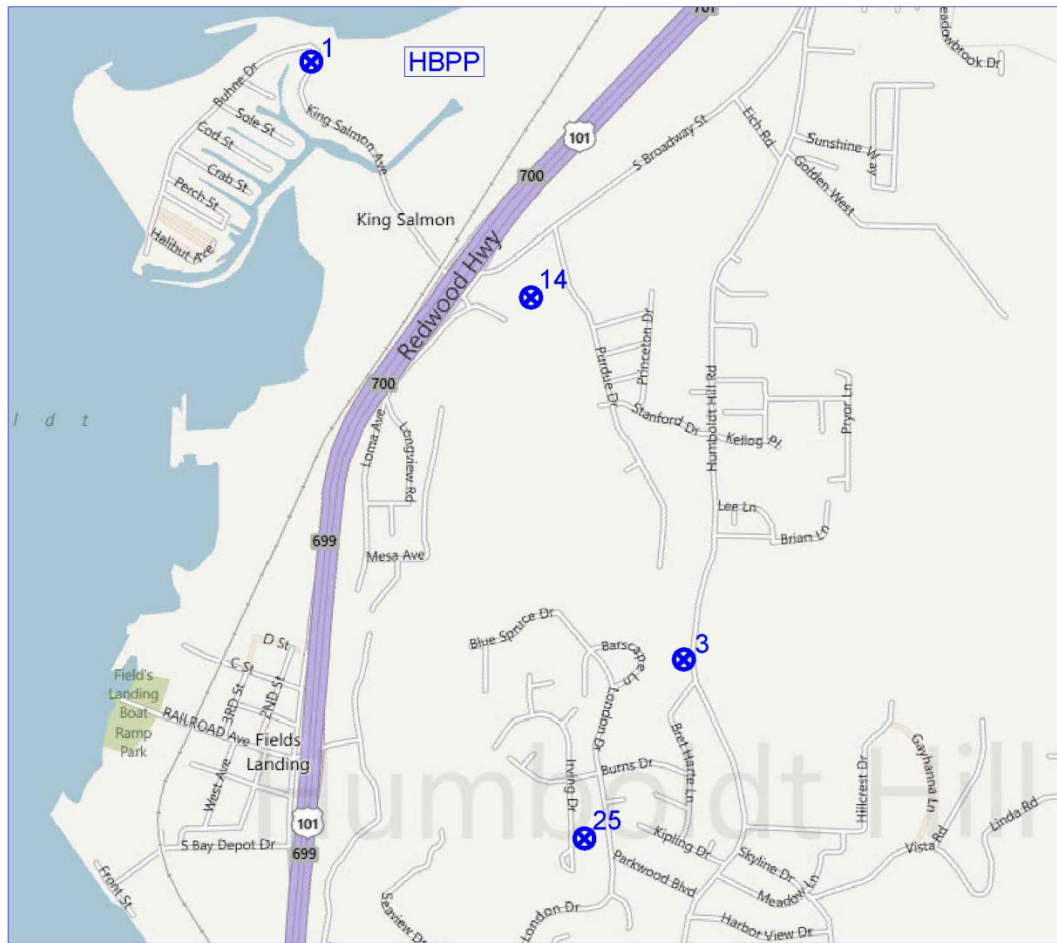 701
Meadowbrook Dr
1
HBPP
Buhne Dr
101
Sole St
King Salmon Ave
Eich Rd
S Broadway St
Cod St
Sunshine Way
Crab St
700
Golden West
Perch St
King Salmon
Halibut Ave
Redwood Hwy
14
Princeton Dr
Purdue Dr
700
Humboldt Hill Rd
Pryor Ln
l d t
Stanford Dr
Loma Ave
Longview Rd
Kellog Pl
Lee Ln
699
Brian Ln
Mesa Ave
Blue Spruce Dr
D St
Barscape Ln
3
C St
Field's
Landing
Boat
Ramp
Park
3RD St
2ND St
London Dr
RAILROAD Ave
Fields
Landing
Bret Harte Ln
Gayhanna Ln
Humboldt Hill
Burns Dr
West Ave
Irving Dr
Hillcrest Dr
Linda Rd
101
25
Kipling Dr
S Bay Depot Dr
699
Vista Rd
Skyline Dr
Parkwood Blvd
Front St
Meadow Ln
Seaview Dr
London Dr
Harbor View Dr